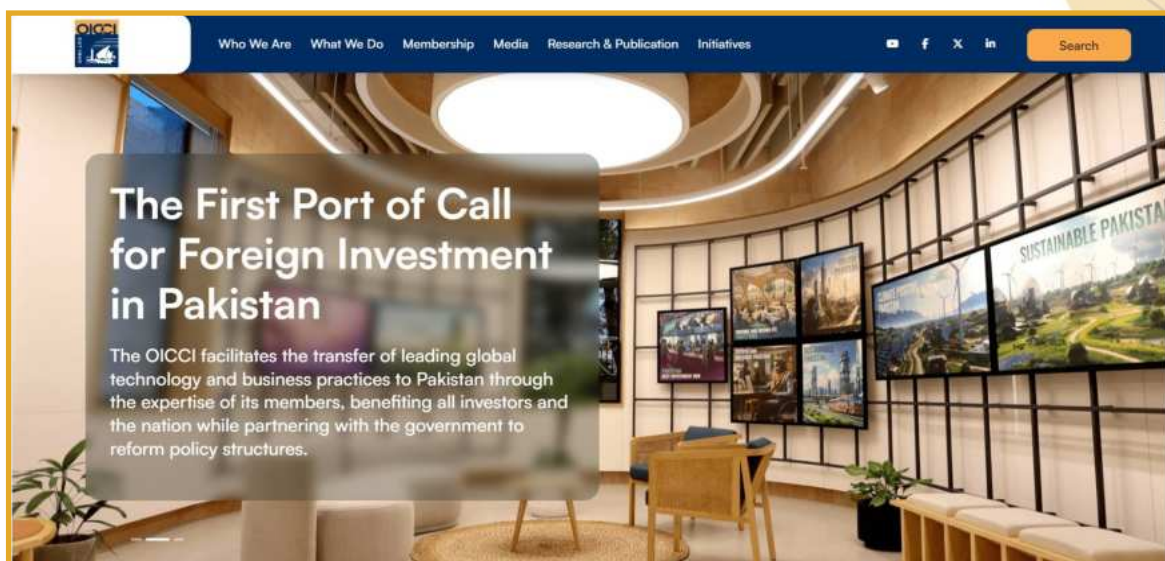 OICCI
Who We Are
What We Do
Membership
Media
Research & Publication
Initiatives
Search
The First Port of Call
for Foreign Investment
in Pakistan
The OICCI facilitates the transfer of leading global
technology and business practices to Pakistan through
the expertise of its members, benefiting all investors and
the nation while partnering with the government to
reform policy structures.
SUSTAINABLE PAKISTA